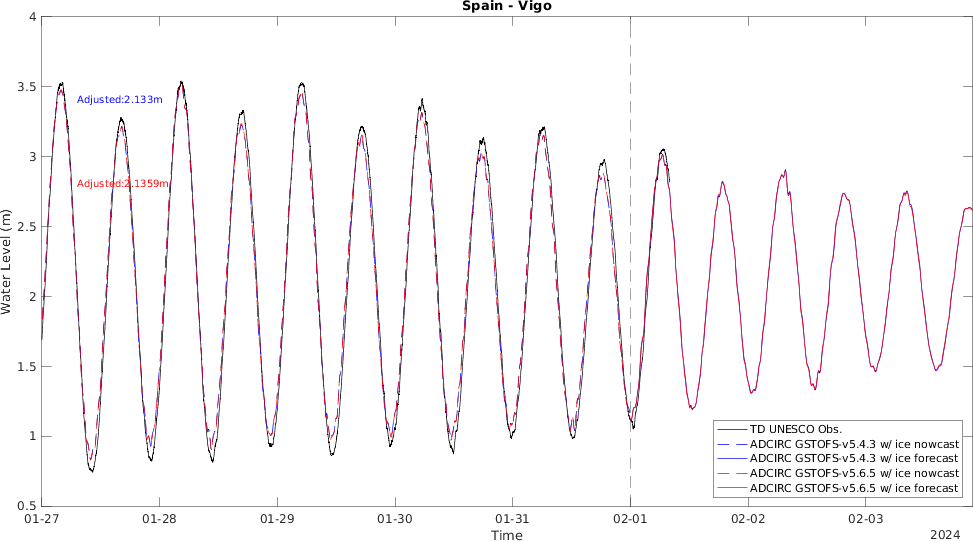 Spain - Vigo
4
3.5
Adjusted:2.133m
3
Adjusted:2.1359m
2.5
Water Level (m)
2
1.5
1
0.5
TD UNESCO Obs.
ADCIRC GSTOFS-v5.4.3 w/ ice nowcast
ADCIRC GSTOFS-v5.4.3 w/ ice forecast
ADCIRC GSTOFS-v5.6.5 w/ ice nowcast
ADCIRC GSTOFS-v5.6.5 w/ ice forecast
01-27 01-28 01-29 01-30 01-31 02-01 02-02 02-03
Time
2024